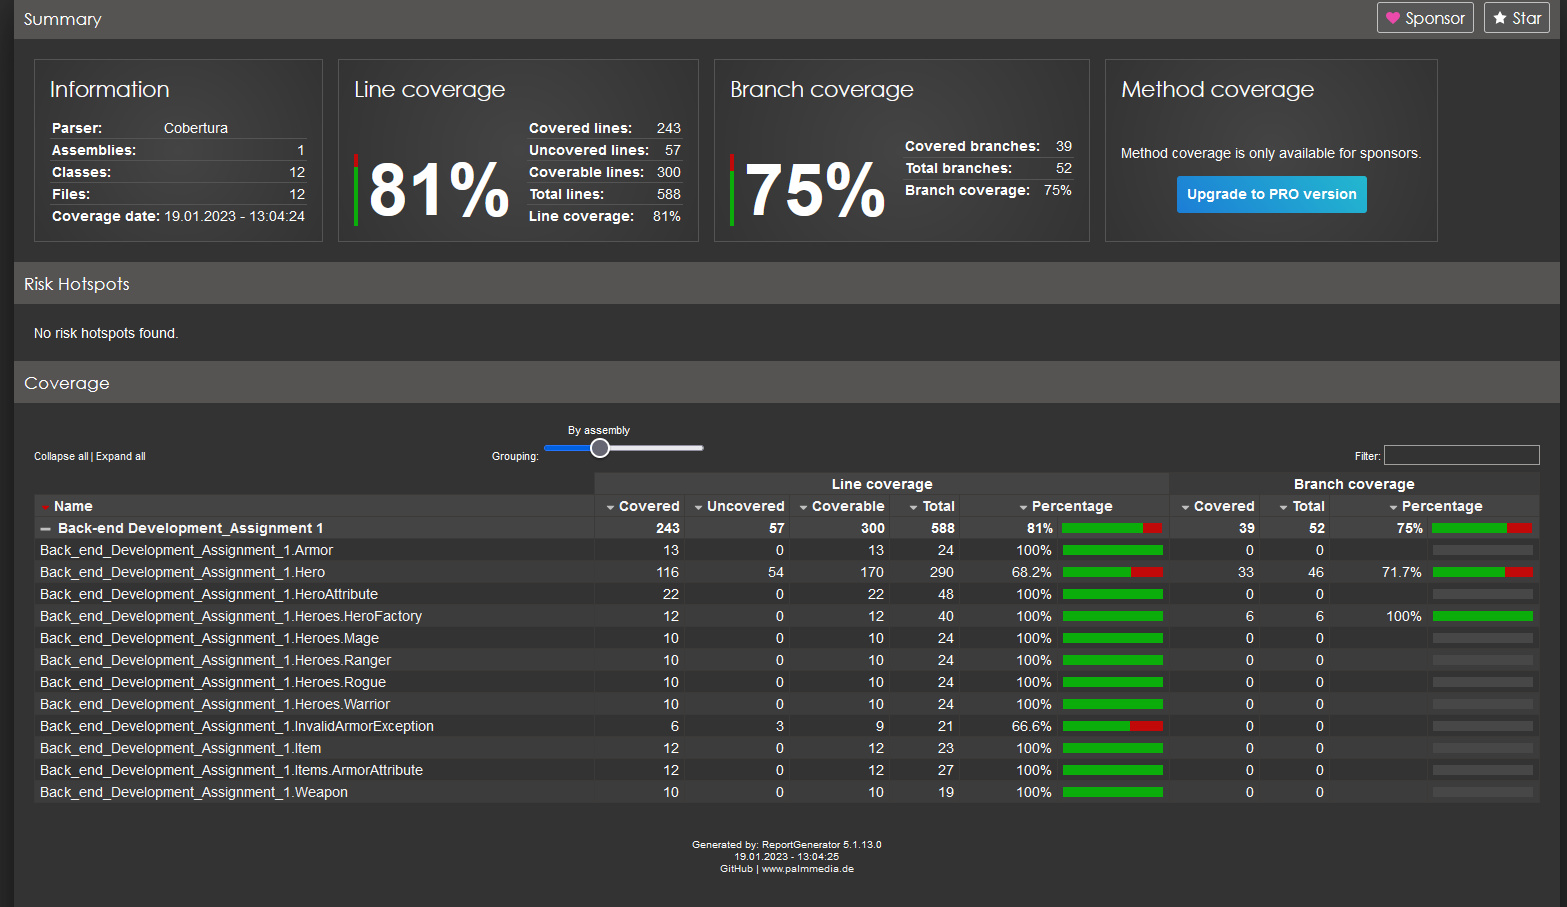 Summary
Sponsor
Star
Information
Parser: Cobertura
Assemblies: 1
Classes: 12
Files: 12
Coverage date: 19.01.2023 - 13:04:24
Line coverage
81%
Covered lines: 243
Uncovered lines: 57
Coverable lines: 300
Total lines: 588
Line coverage: 81%
Branch coverage
75%
Covered branches: 39
Total branches: 52
Branch coverage: 75%
Method coverage
Method coverage is only available for sponsors.
Upgrade to PRO version
Risk Hotspots
No risk hotspots found.
Coverage
Collapse all | Expand all
By assembly
Grouping:
Filter:
Line coverage Branch coverage
Name Covered Uncovered Coverable Total Percentage Covered Total Percentage
Back-end Development_Assignment 1 243 57 300 588 81% 39 52 75%
Back_end_Development_Assignment_1.Armor 13 0 13 24 100% 0 0
Back_end_Development_Assignment_1.Hero 116 54 170 290 68.2% 33 46 71.7%
Back_end_Development_Assignment_1.HeroAttribute 22 0 22 48 100% 0 0
Back_end_Development_Assignment_1.Heroes.HeroFactory 12 0 12 40 100% 6 6 100%
Back_end_Development_Assignment_1.Heroes.Mage 10 0 10 24 100% 0 0
Back_end_Development_Assignment_1.Heroes.Ranger 10 0 10 24 100% 0 0
Back_end_Development_Assignment_1.Heroes.Rogue 10 0 10 24 100% 0 0
Back_end_Development_Assignment_1.Heroes.Warrior 10 0 10 24 100% 0 0
Back_end_Development_Assignment_1.InvalidArmorException 6 3 9 21 66.6% 0 0
Back_end_Development_Assignment_1.Item 12 0 12 23 100% 0 0
Back_end_Development_Assignment_1.Items.ArmorAttribute 12 0 12 27 100% 0 0
Back_end_Development_Assignment_1.Weapon 10 0 10 19 100% 0 0
Generated by: ReportGenerator 5.1.13.0
19.01.2023 - 13:04:25
GitHub | www.palmmedia.de